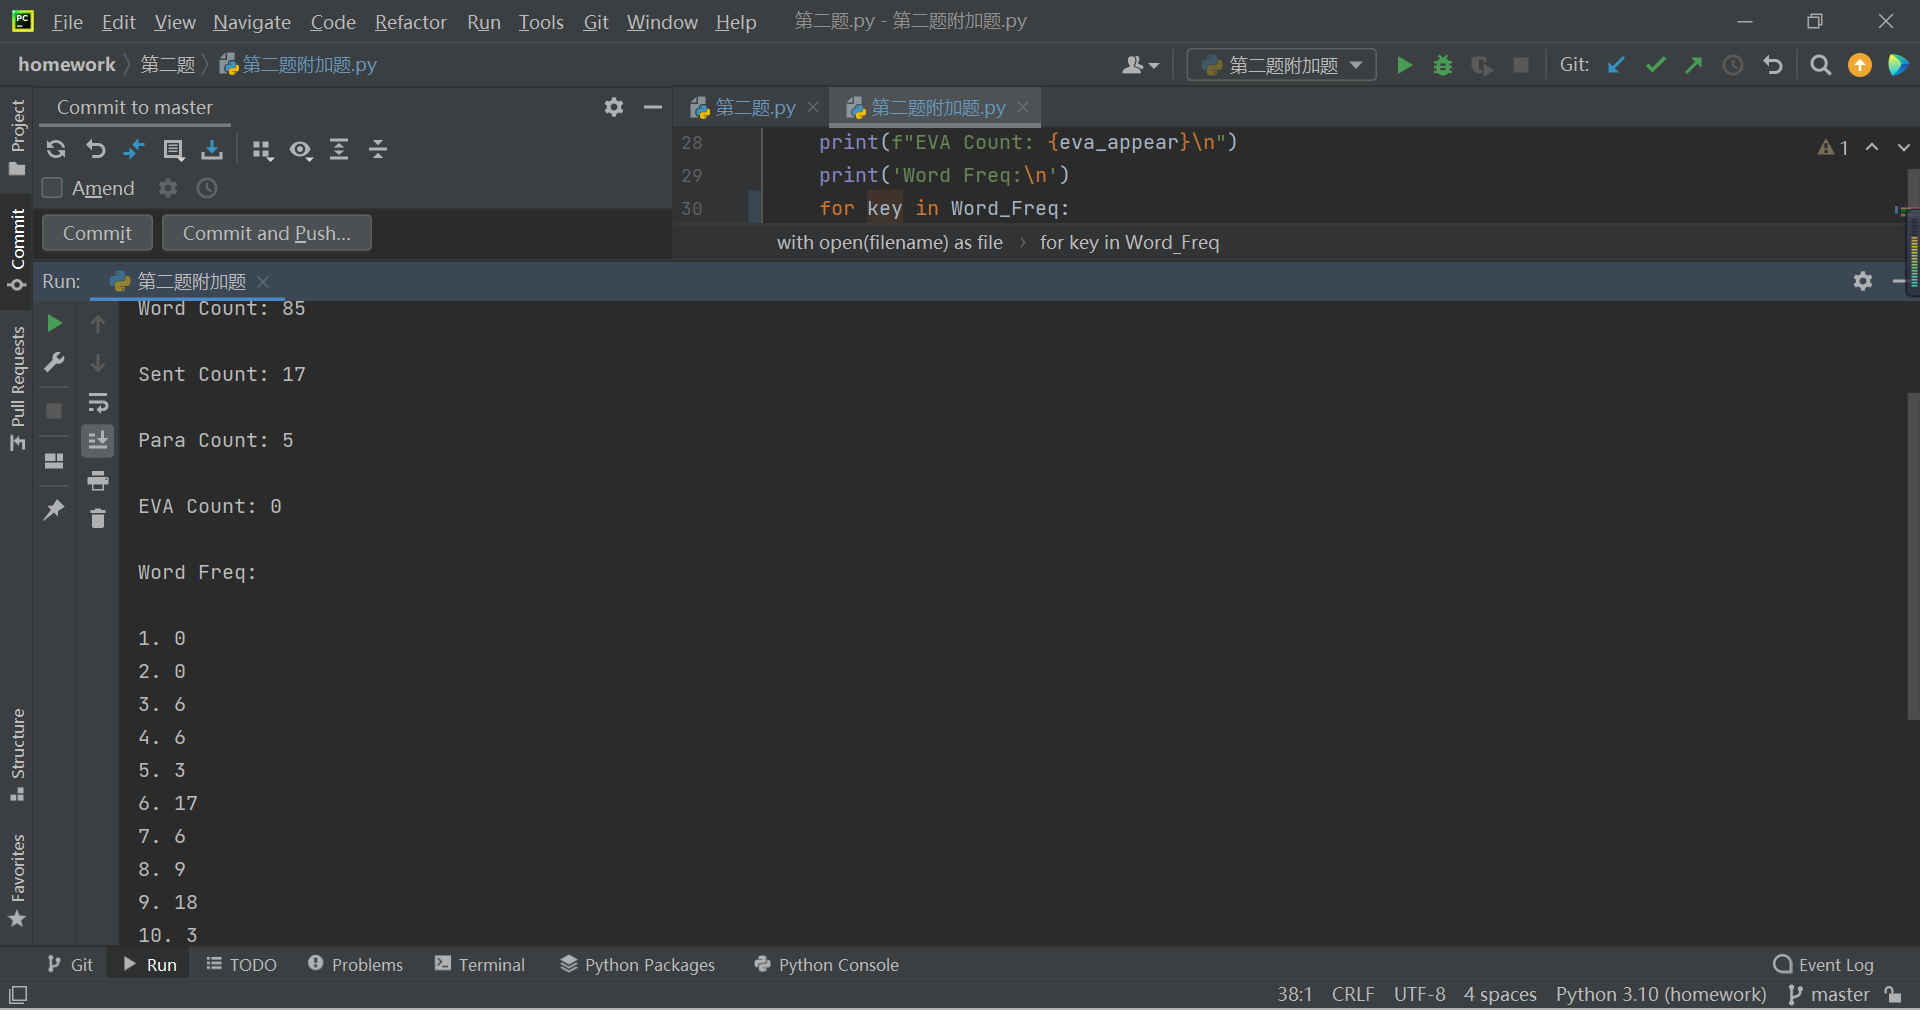 PC File Edit View Navigate Code Refactor Run Tools Git Window Help 第二题.py - 第二题附加题.py
homework 第二题 第二题附加题.py 第二题附加题 Git:
Project
Commit
Pull Requests
Structure
Favorites
Commit to master
Amend
Commit Commit and Push...
第二题.py 第二题附加题.py
28 print(f"EVA Count: {eva_appear}\n")
29 print('Word Freq:\n')
30 for key in Word_Freq:
1
with open(filename) as file › for key in Word_Freq
Run: 第二题附加题
Word Count: 85
Sent Count: 17
Para Count: 5
EVA Count: 0
Word Freq:
1. 0
2. 0
3. 6
4. 6
5. 3
6. 17
7. 6
8. 9
9. 18
10. 3
Git Run TODO Problems Terminal Python Packages Python Console Event Log
38:1 CRLF UTF-8 4 spaces Python 3.10 (homework) master